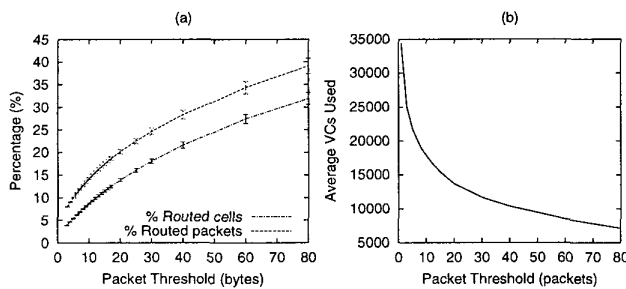 (a)
45
40
35
30
25
20
15
10
5
0
Percentage (%)
% Routed cells
% Routed packets
0 10 20 30 40 50 60 70 80
Packet Threshold (bytes)
(b)
35000
30000
25000
20000
15000
10000
5000
Average VCs Used
0 10 20 30 40 50 60 70 80
Packet Threshold (packets)